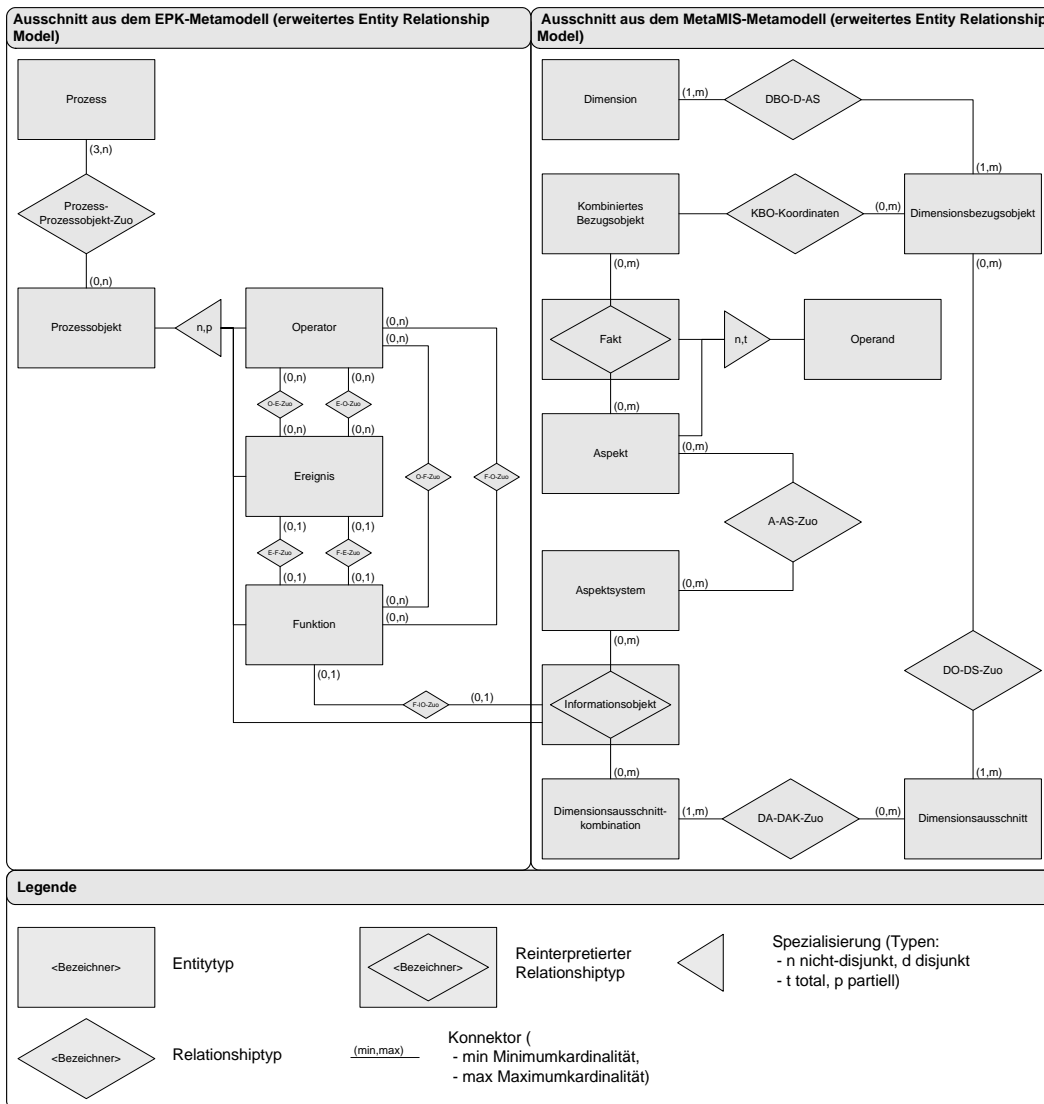 Ausschnitt aus dem EPK-Metamodell (erweitertes Entity Relationship
Model)
Prozess
(3,n)
Prozess-
Prozessobjekt-Zuo
(0,n)
Prozessobjekt
n,p
Operator
(0,n)
(0,n)
(0,n)
(0,n)
O-E-Zuo
E-O-Zuo
(0,n)
(0,n)
Ereignis
O-F-Zuo
F-O-Zuo
(0,1)
(0,1)
E-F-Zuo
F-E-Zuo
(0,1)
(0,1)
Funktion
(0,n)
(0,n)
(0,1)
F-IO-Zuo
(0,1)
Ausschnitt aus dem MetaMIS-Metamodell (erweitertes Entity Relationship
Model)
Dimension
(1,m)
DBO-D-AS
(1,m)
Kombiniertes
Bezugsobjekt
KBO-Koordinaten
(0,m)
Dimensionsbezugsobjekt
(0,m)
(0,m)
Fakt
n,t
Operand
(0,m)
Aspekt
(0,m)
A-AS-Zuo
Aspektsystem
(0,m)
(0,m)
DO-DS-Zuo
Informationsobjekt
(0,m)
(1,m)
Dimensionsausschnitt-
kombination
(1,m)
DA-DAK-Zuo
(0,m)
Dimensionsausschnitt
Legende
<Bezeichner>
Entitytyp
<Bezeichner>
Reinterpretierter
Relationshiptyp
Spezialisierung (Typen:
- n nicht-disjunkt, d disjunkt
- t total, p partiell)
<Bezeichner>
Relationshiptyp
(min,max)
Konnektor (
- min Minimumkardinalität,
- max Maximumkardinalität)